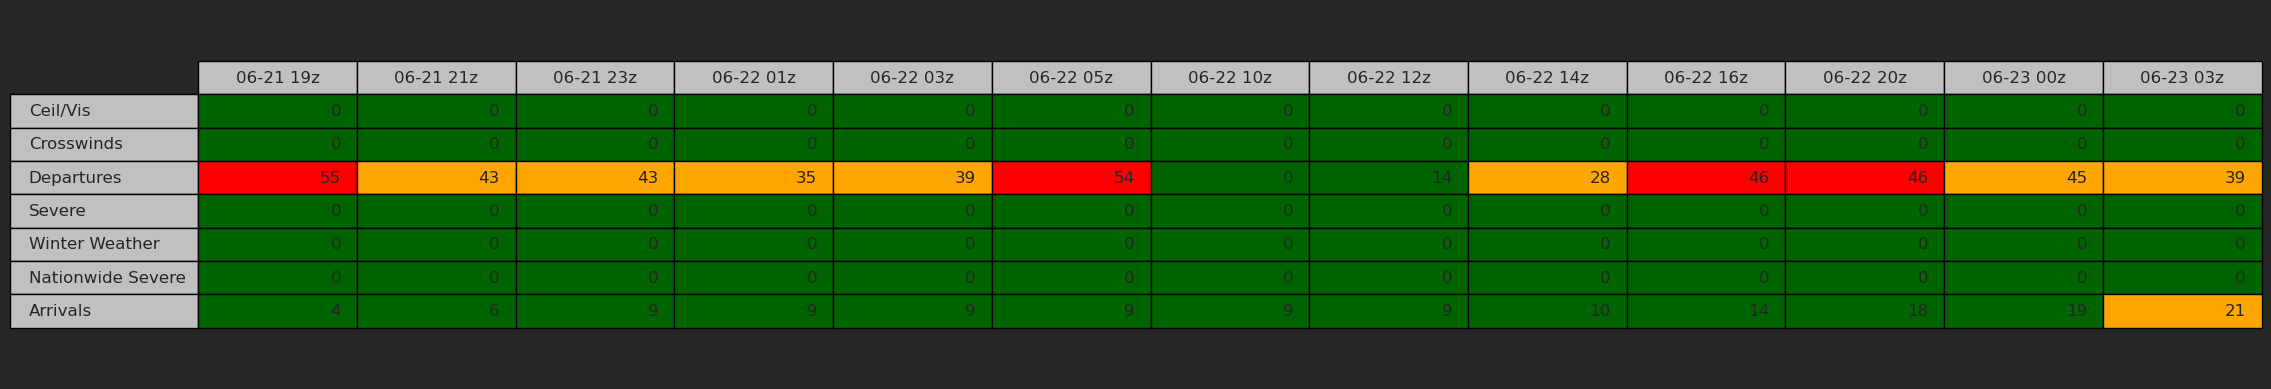 06-21 19z 06-21 21z 06-21 23z 06-22 01z 06-22 03z 06-22 05z 06-22 10z 06-22 12z 06-22 14z 06-22 16z 06-22 20z 06-23 00z 06-23 03z
Ceil/Vis 0 0 0 0 0 0 0 0 0 0 0 0 0
Crosswinds 0 0 0 0 0 0 0 0 0 0 0 0 0
Departures 55 43 43 35 39 54 0 14 28 46 46 45 39
Severe 0 0 0 0 0 0 0 0 0 0 0 0 0
Winter Weather 0 0 0 0 0 0 0 0 0 0 0 0 0
Nationwide Severe 0 0 0 0 0 0 0 0 0 0 0 0 0
Arrivals 4 6 9 9 9 9 9 9 10 14 18 19 21